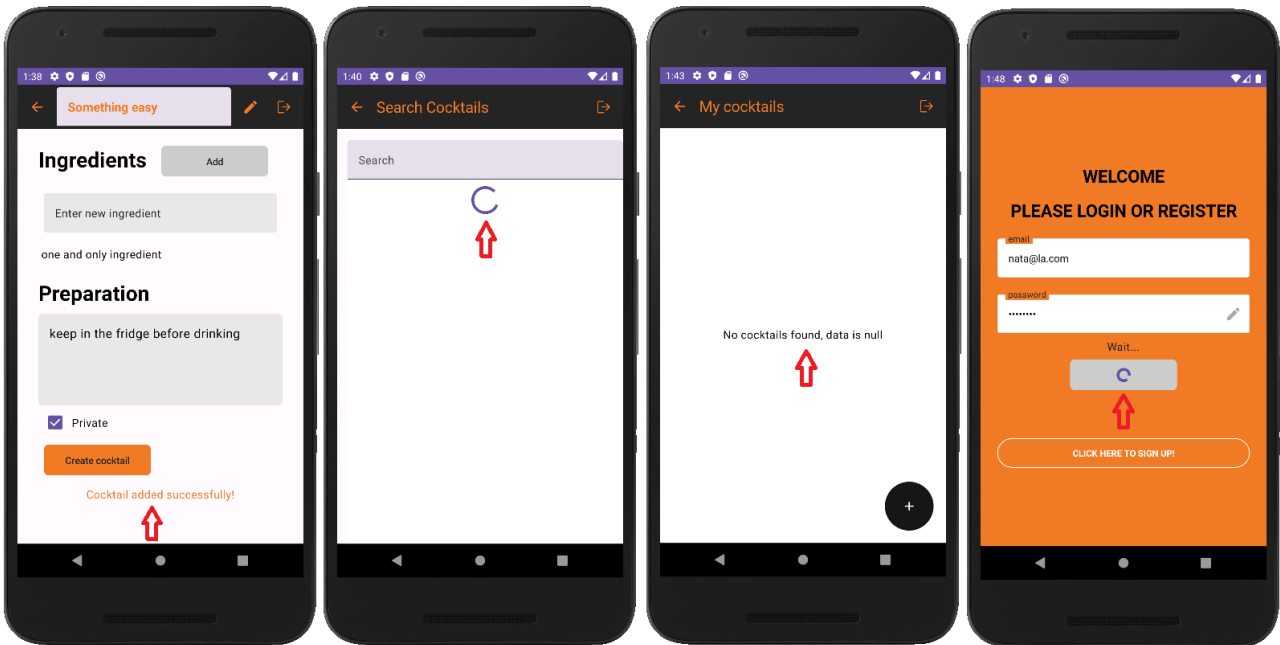 1:38
Something easy
Ingredients
Add
Enter new ingredient
one and only ingredient
Preparation
keep in the fridge before drinking
Private
Create cocktail
Cocktail added successfully!
1:40
Search Cocktails
Search
1:43
My cocktails
No cocktails found, data is null
+
1:48
WELCOME
PLEASE LOGIN OR REGISTER
email
nata@la.com
password
••••••••
Wait...
CLICK HERE TO SIGN UP!